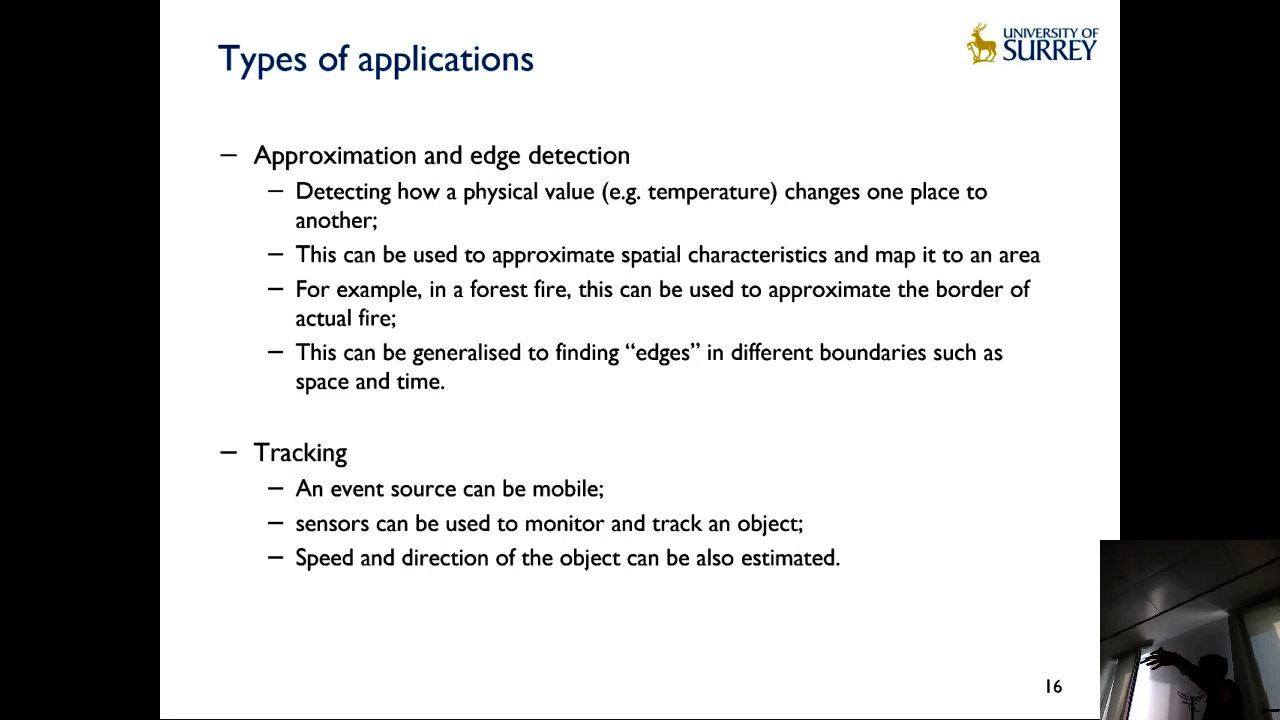 Types of applications
UNIVERSITY OF
SURREY
– Approximation and edge detection
– Detecting how a physical value (e.g. temperature) changes one place to
another;
– This can be used to approximate spatial characteristics and map it to an area
– For example, in a forest fire, this can be used to approximate the border of
actual fire;
– This can be generalised to finding “edges” in different boundaries such as
space and time.
– Tracking
– An event source can be mobile;
– sensors can be used to monitor and track an object;
– Speed and direction of the object can be also estimated.
16